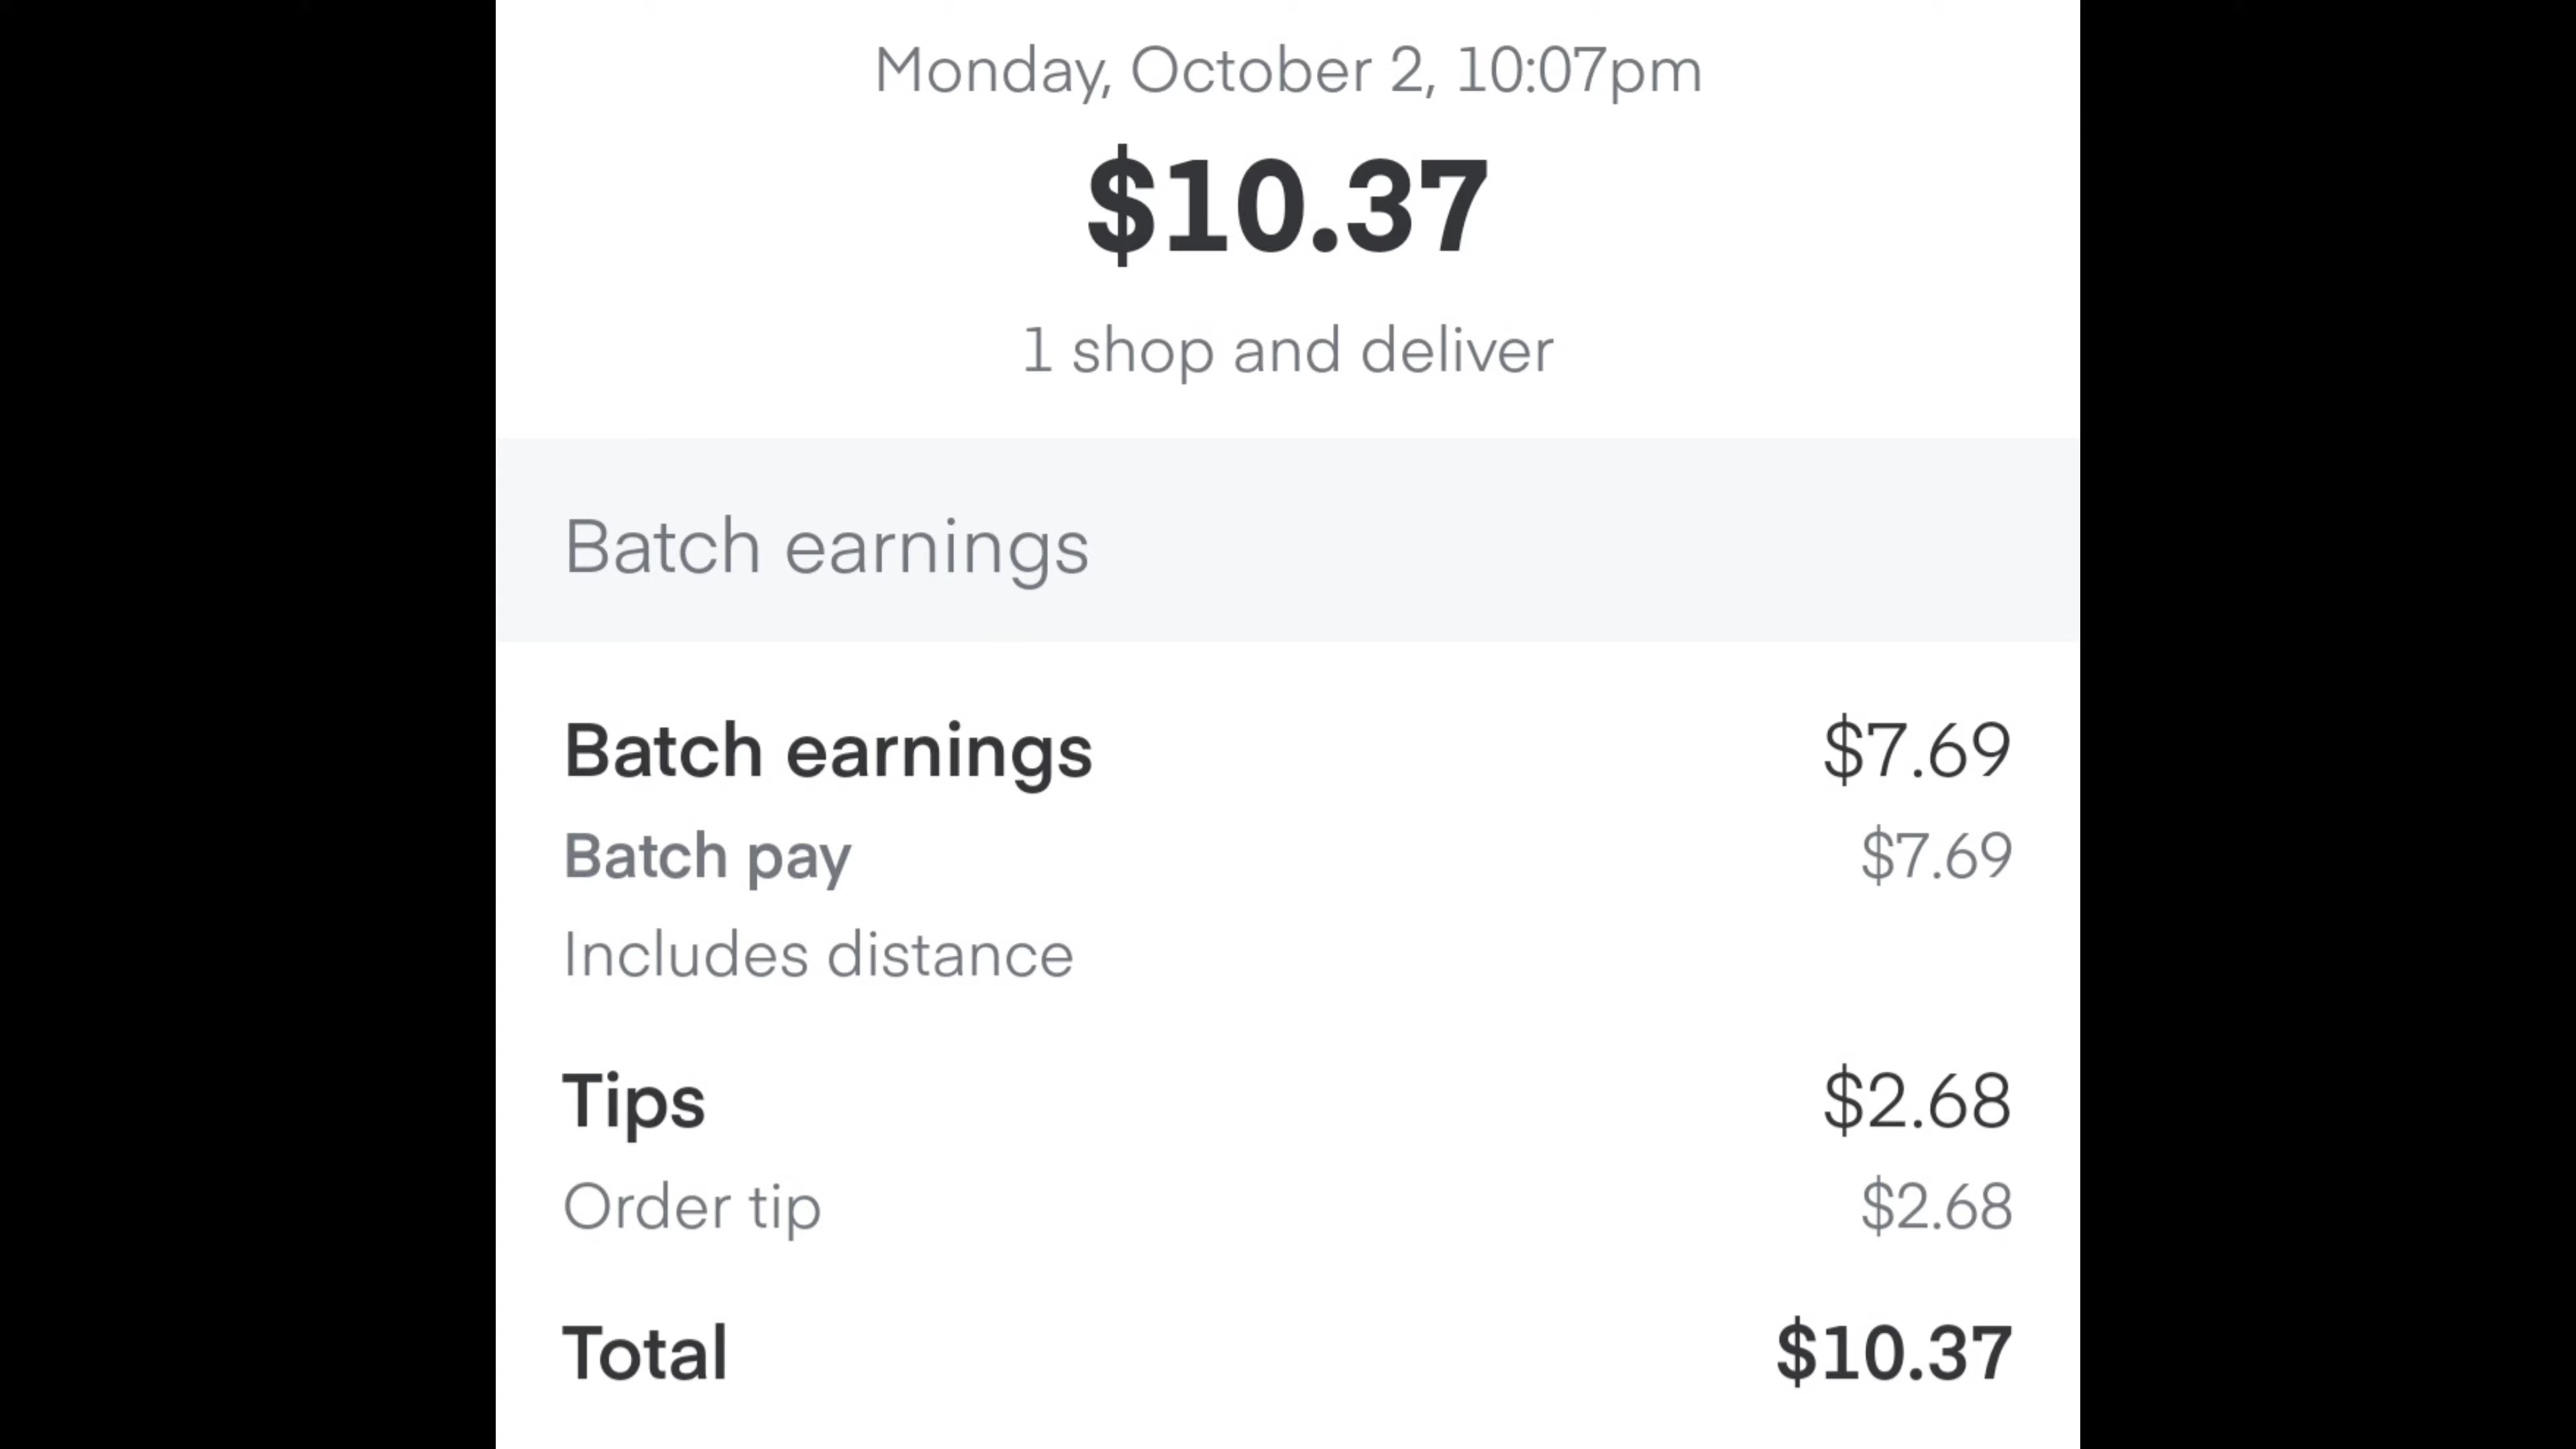 Monday, October 2, 10:07pm
$10.37
1 shop and deliver
Batch earnings
Batch earnings $7.69
Batch pay $7.69
Includes distance
Tips $2.68
Order tip $2.68
Total $10.37